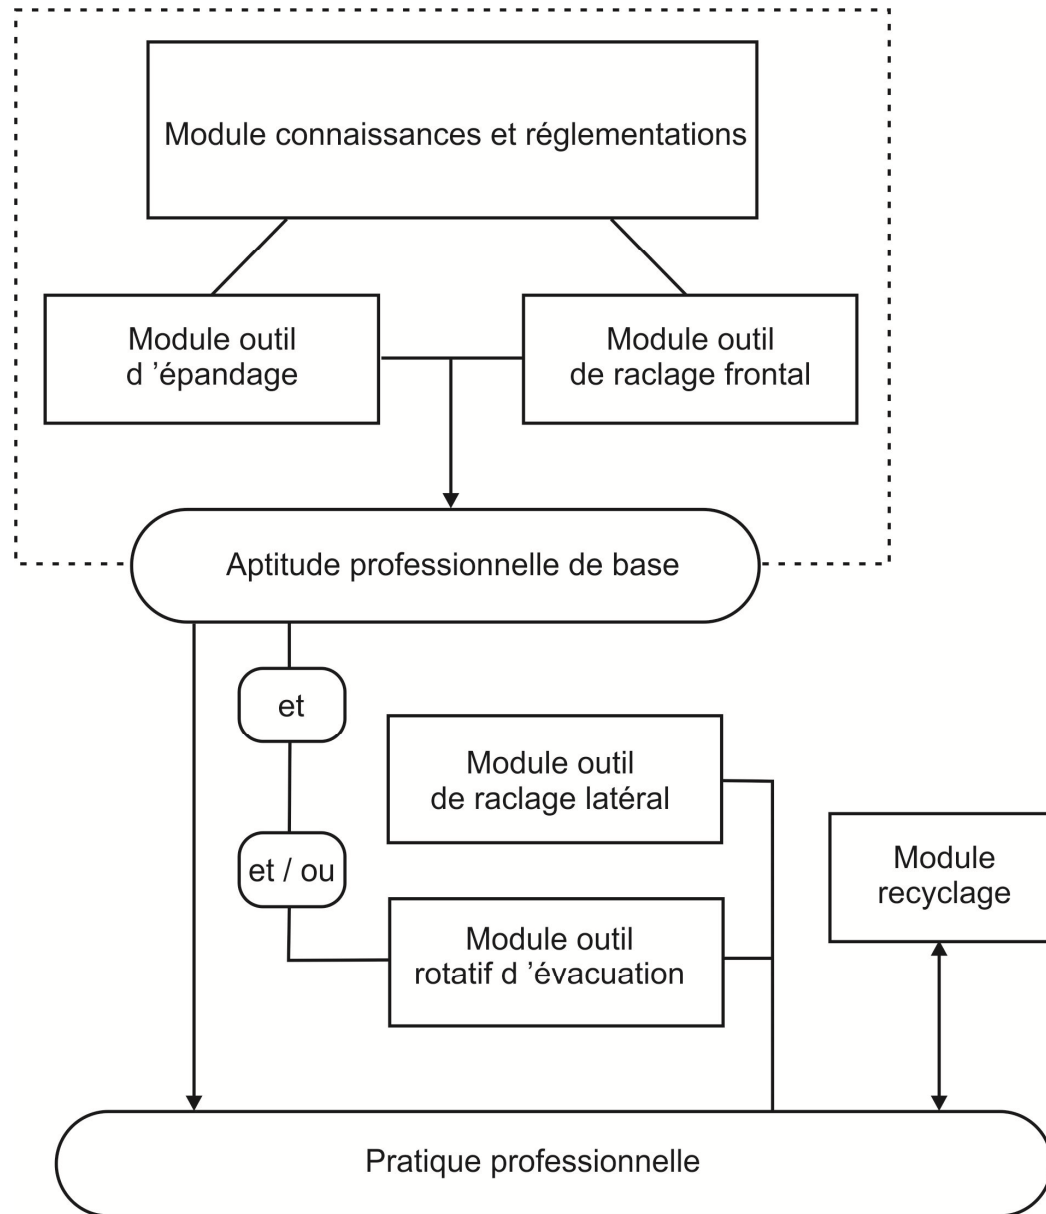 Module connaissances et réglementations
Module outil
d ’épandage
Module outil
de raclage frontal
Aptitude professionnelle de base
et
Module outil
de raclage latéral
et / ou
Module outil
rotatif d ’évacuation
Module
recyclage
Pratique professionnelle